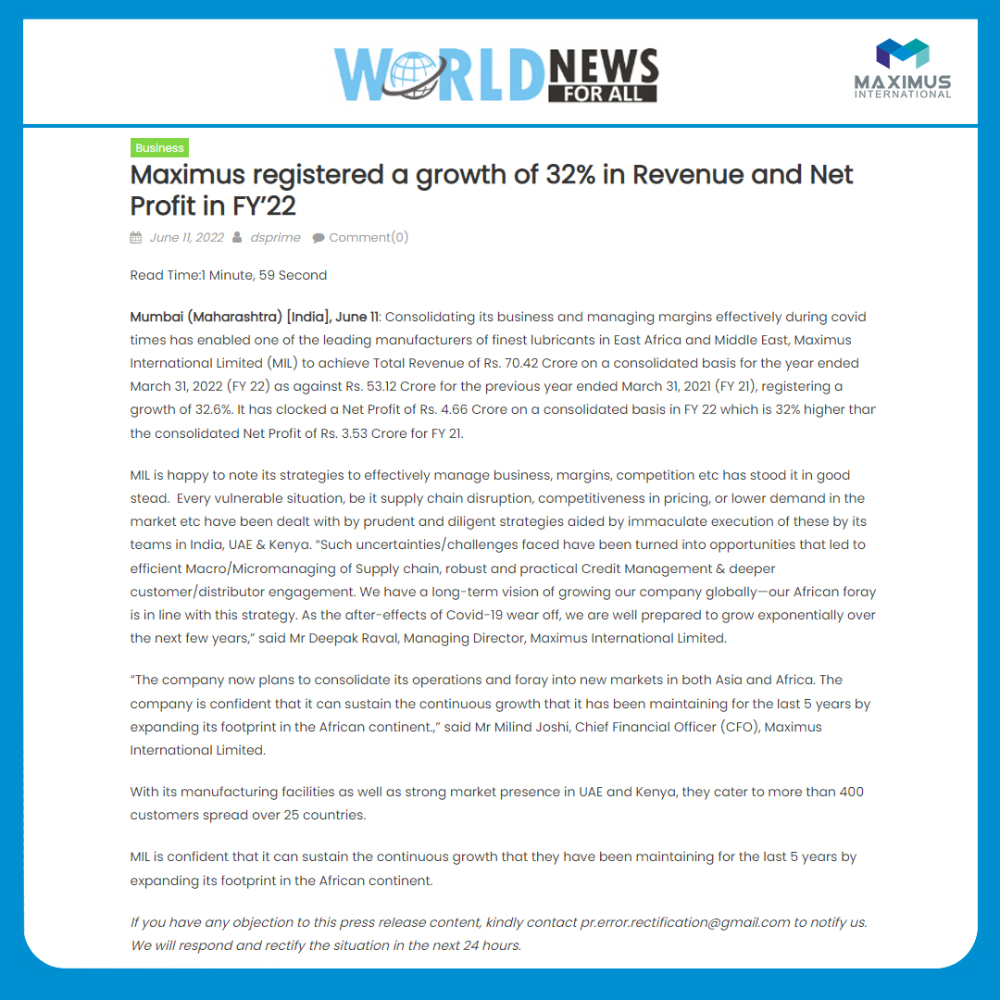 WORLD NEWS
FOR ALL
MAXIMUS
INTERNATIONAL
Business
Maximus registered a growth of 32% in Revenue and Net
Profit in FY’22
June 11, 2022 dsprime Comment(0)
Read Time:1 Minute, 59 Second
Mumbai (Maharashtra) [India], June 11: Consolidating its business and managing margins effectively during covid
times has enabled one of the leading manufacturers of finest lubricants in East Africa and Middle East, Maximus
International Limited (MIL) to achieve Total Revenue of Rs. 70.42 Crore on a consolidated basis for the year ended
March 31, 2022 (FY 22) as against Rs. 53.12 Crore for the previous year ended March 31, 2021 (FY 21), registering a
growth of 32.6%. It has clocked a Net Profit of Rs. 4.66 Crore on a consolidated basis in FY 22 which is 32% higher than
the consolidated Net Profit of Rs. 3.53 Crore for FY 21.
MIL is happy to note its strategies to effectively manage business, margins, competition etc has stood it in good
stead. Every vulnerable situation, be it supply chain disruption, competitiveness in pricing, or lower demand in the
market etc have been dealt with by prudent and diligent strategies aided by immaculate execution of these by its
teams in India, UAE & Kenya. “Such uncertainties/challenges faced have been turned into opportunities that led to
efficient Macro/Micromanaging of Supply chain, robust and practical Credit Management & deeper
customer/distributor engagement. We have a long-term vision of growing our company globally—our African foray
is in line with this strategy. As the after-effects of Covid-19 wear off, we are well prepared to grow exponentially over
the next few years,” said Mr Deepak Raval, Managing Director, Maximus International Limited.
“The company now plans to consolidate its operations and foray into new markets in both Asia and Africa. The
company is confident that it can sustain the continuous growth that it has been maintaining for the last 5 years by
expanding its footprint in the African continent.,” said Mr Milind Joshi, Chief Financial Officer (CFO), Maximus
International Limited.
With its manufacturing facilities as well as strong market presence in UAE and Kenya, they cater to more than 400
customers spread over 25 countries.
MIL is confident that it can sustain the continuous growth that they have been maintaining for the last 5 years by
expanding its footprint in the African continent.
If you have any objection to this press release content, kindly contact pr.error.rectification@gmail.com to notify us.
We will respond and rectify the situation in the next 24 hours.